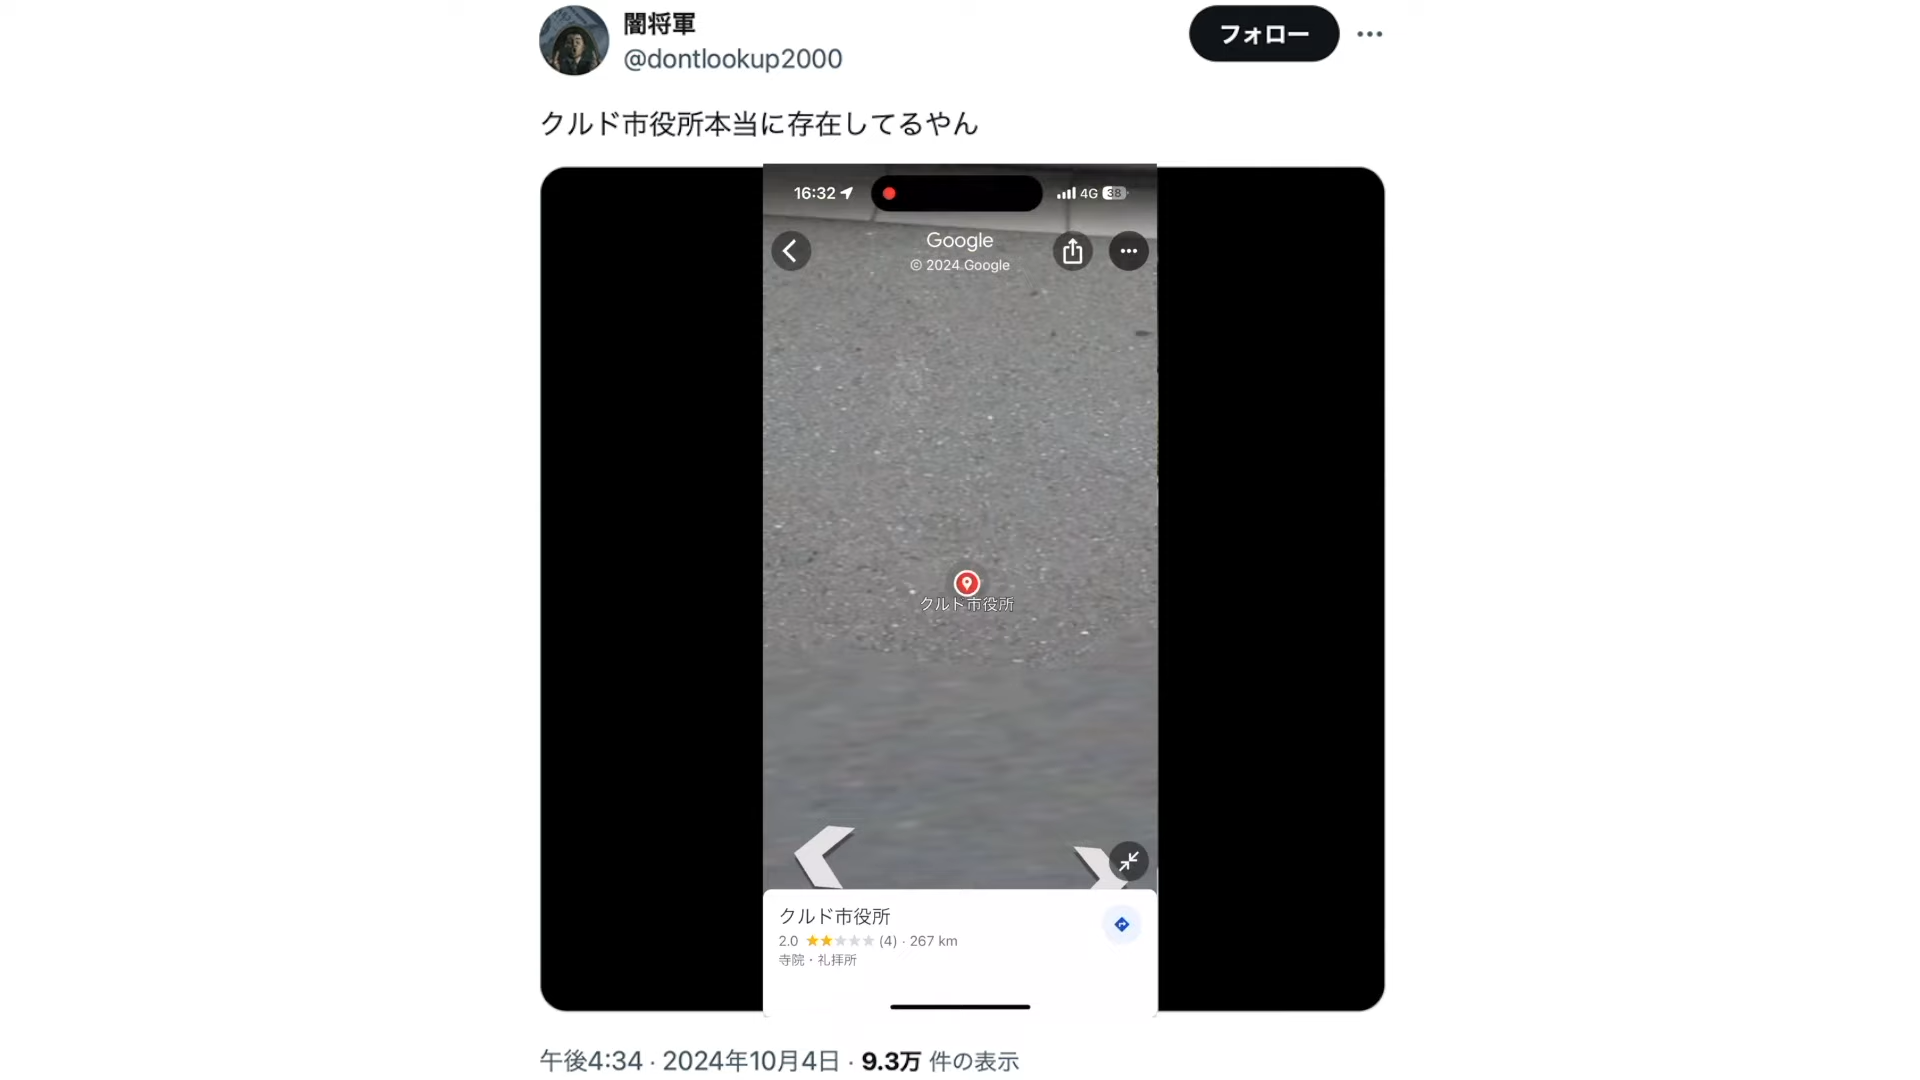 闇将軍
@dontlookup2000
フォロー
クルド市役所本当に存在してるやん
16:32
4G 38
Google
© 2024 Google
クルド市役所
クルド市役所
2.0 ★★★★★ (4) · 267 km
寺院・礼拝所
午後4:34 · 2024年10月4日 · 9.3万 件の表示